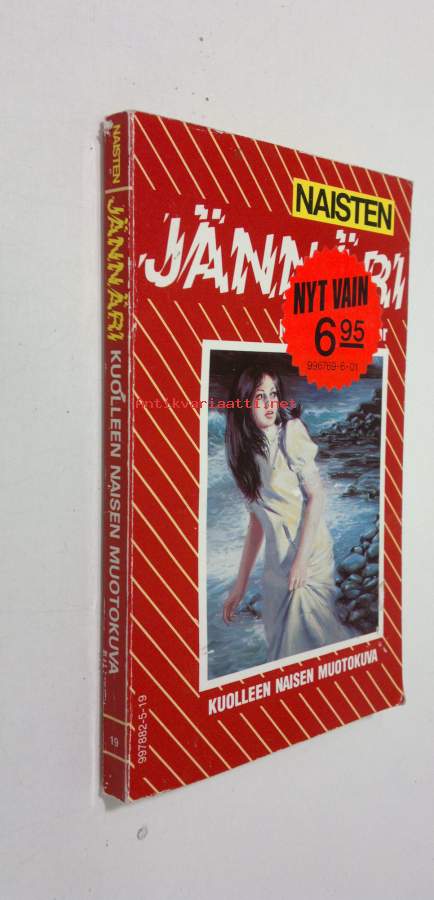 NAISTEN
JÄNNÄRI
NYT VAIN
6 95
996769-6-01
antikvariaatti.net
KUOLLEEN NAISEN MUOTOKUVA
997882-5-19
NAISTEN
JÄNNÄRI
KUOLLEEN NAISEN MUOTOKUVA
19